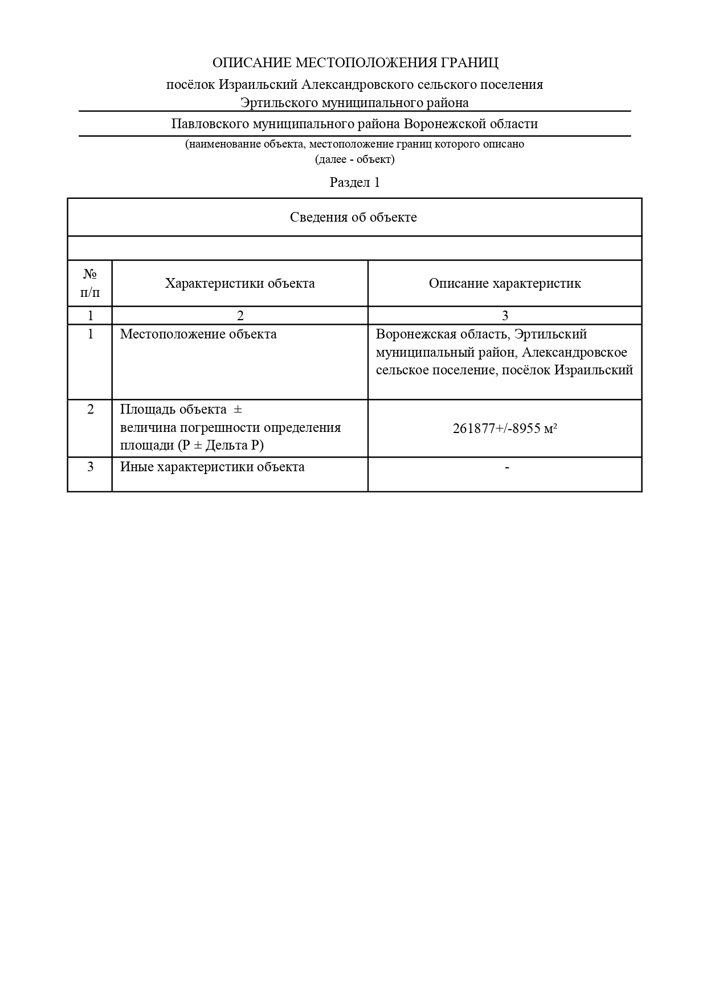 ОПИСАНИЕ МЕСТОПОЛОЖЕНИЯ ГРАНИЦ
посёлок Израильский Александровского сельского поселения
Эртильского муниципального района
Павловского муниципального района Воронежской области
(наименование объекта, местоположение границ которого описано
(далее - объект)
Раздел 1
Сведения об объекте
№
п/п
Характеристики объекта
Описание характеристик
1
2
3
1
Местоположение объекта
Воронежская область, Эртильский
муниципальный район, Александровское
сельское поселение, посёлок Израильский
2
Площадь объекта ±
величина погрешности определения
площади (P ± Дельта P)
261877+/-8955 м²
3
Иные характеристики объекта
-